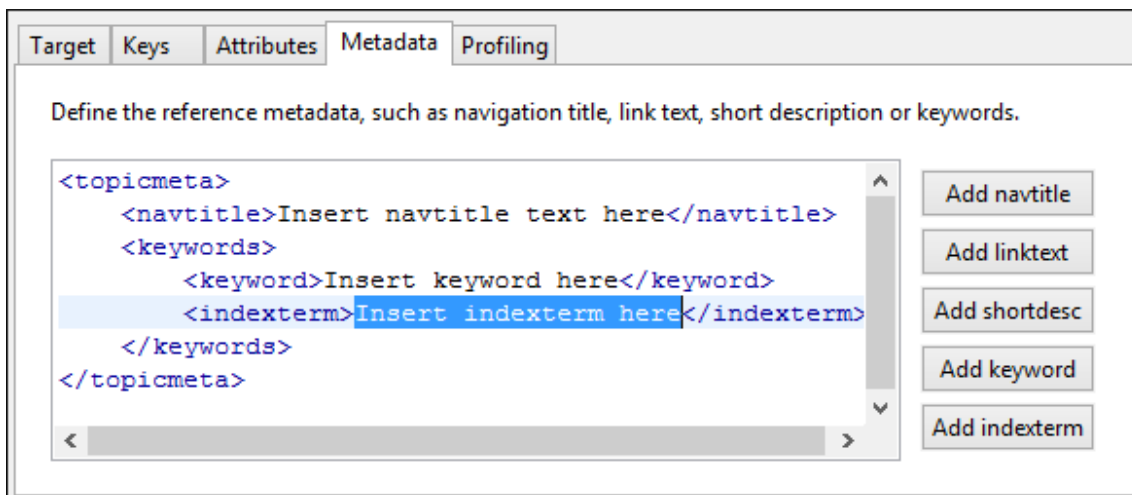 Target Keys Attributes Metadata Profiling
Define the reference metadata, such as navigation title, link text, short description or keywords.
<topicmeta>
<navtitle>Insert navtitle text here</navtitle>
<keywords>
<keyword>Insert keyword here</keyword>
<indexterm>Insert indexterm here</indexterm>
</keywords>
</topicmeta>
Add navtitle
Add linktext
Add shortdesc
Add keyword
Add indexterm